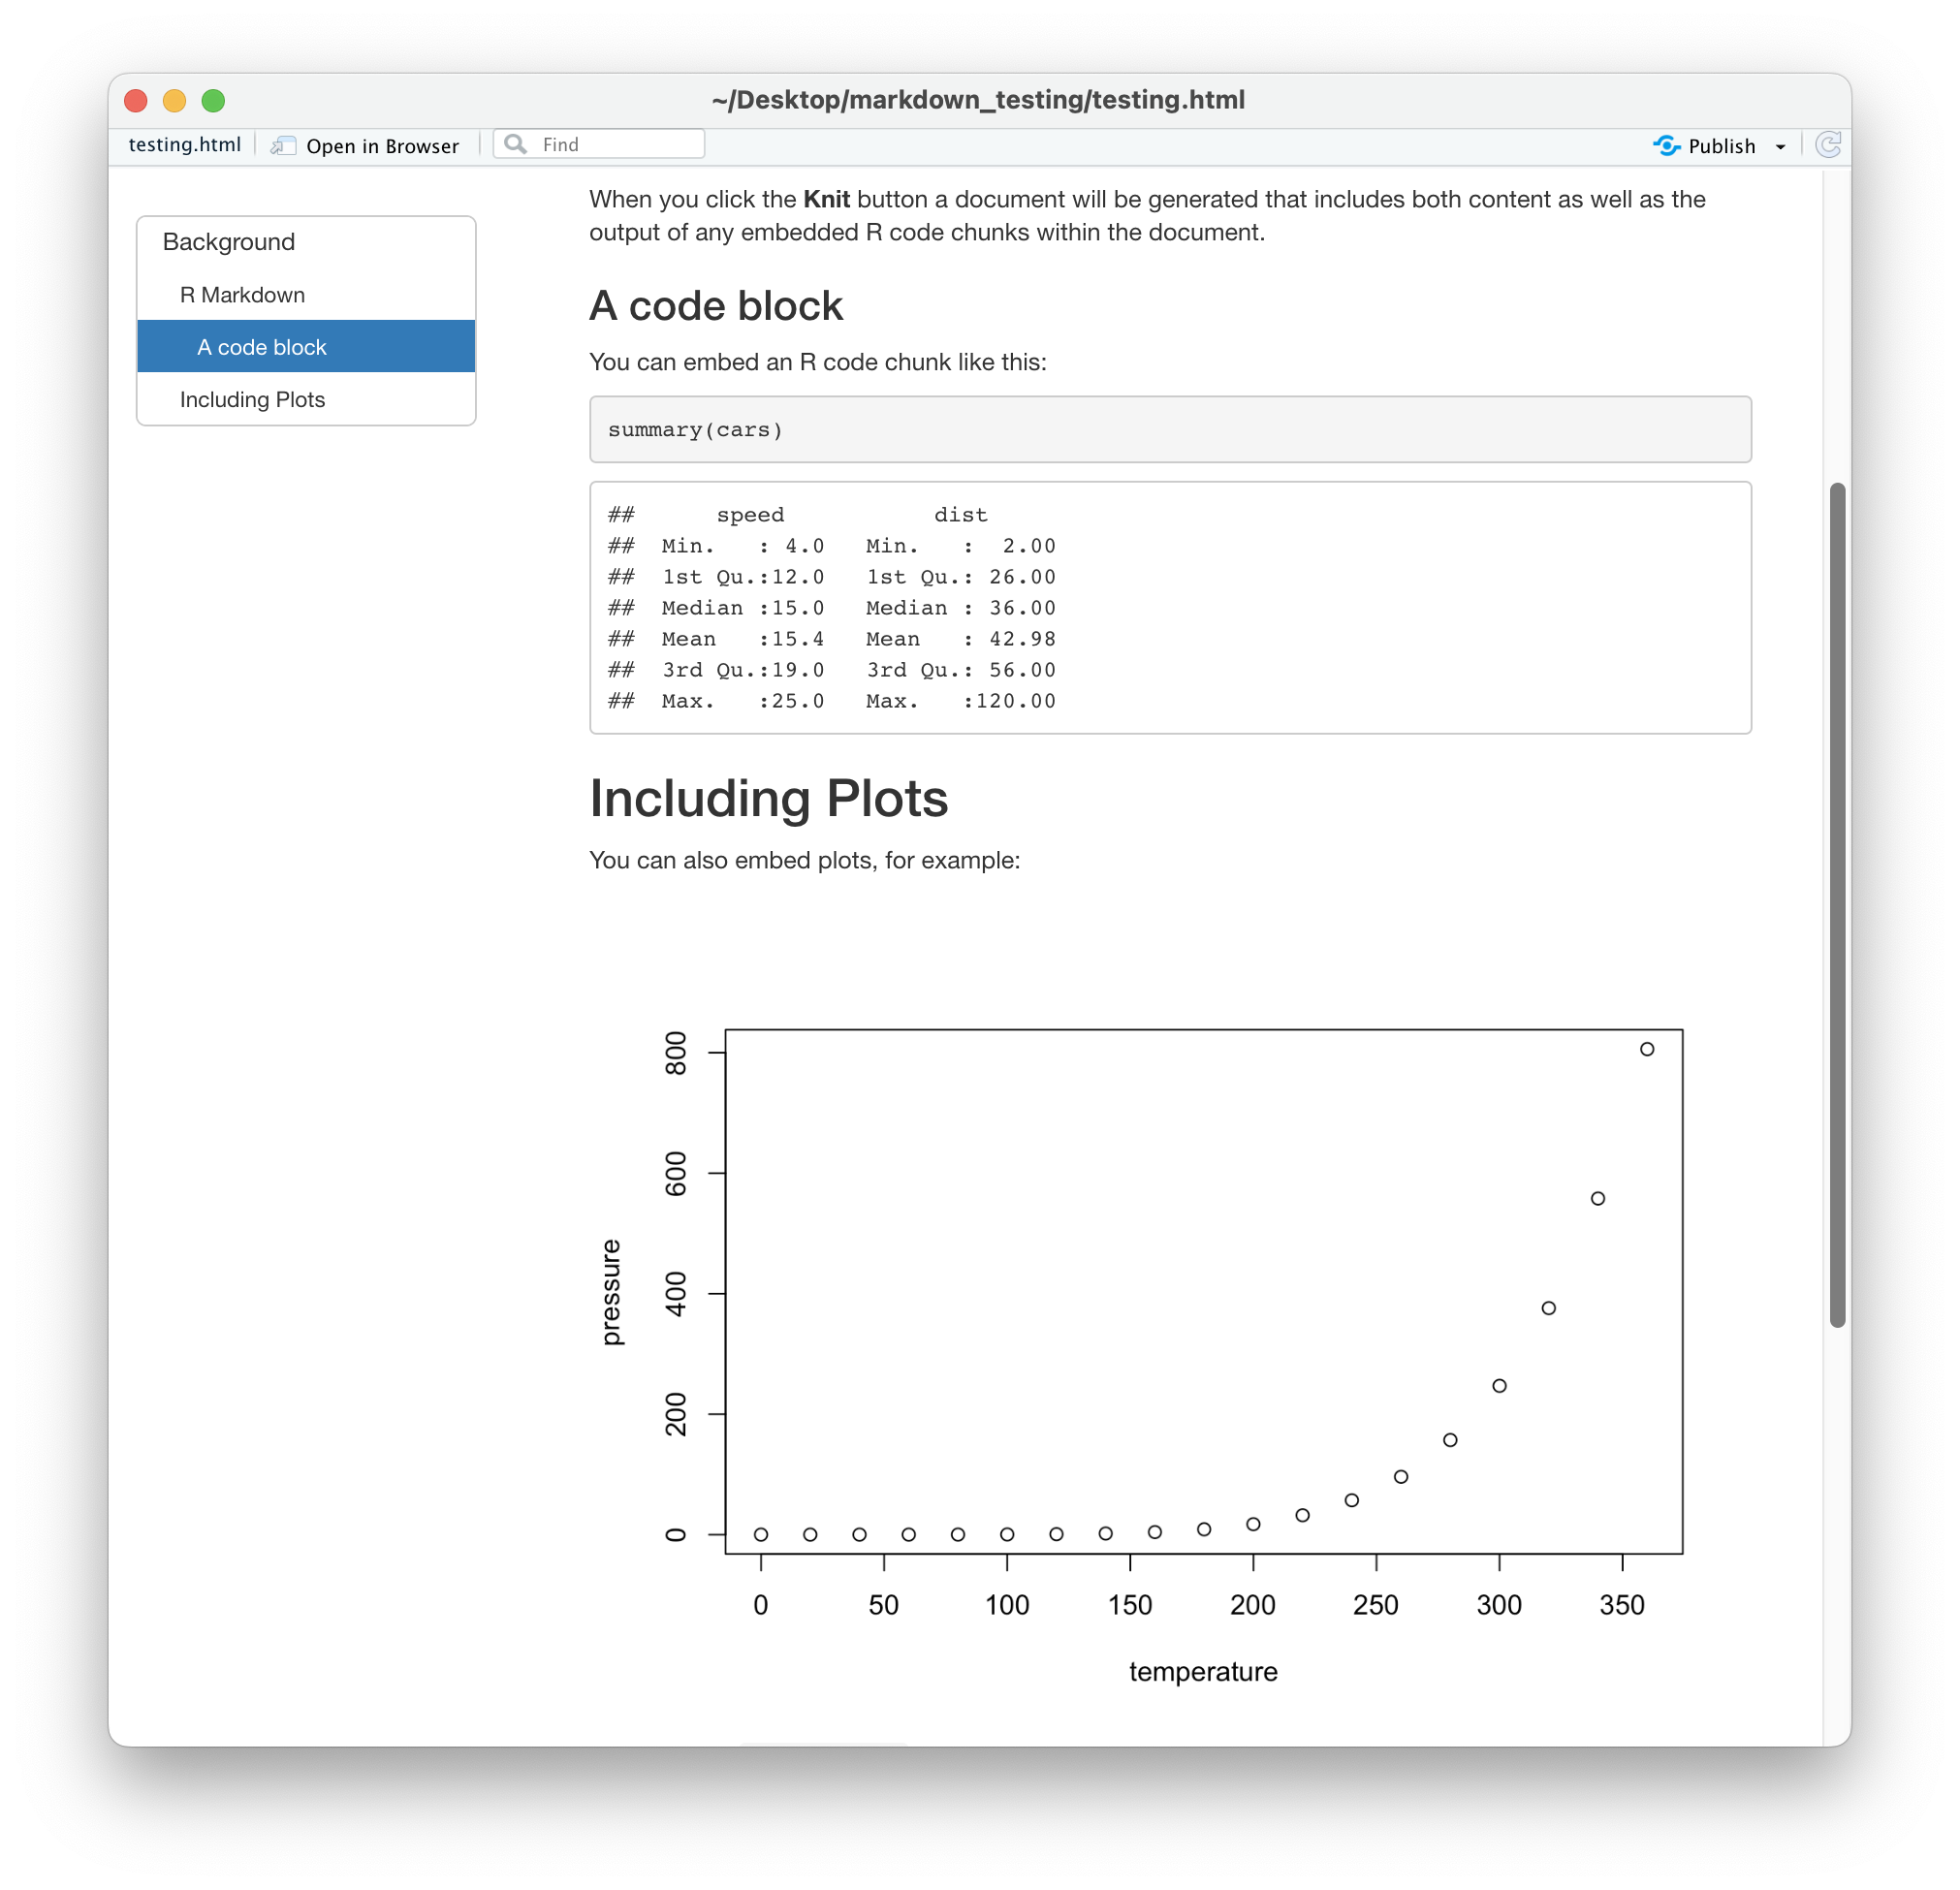 ~/Desktop/markdown_testing/testing.html
testing.html
Open in Browser
Find
Publish
Background
R Markdown
A code block
Including Plots
When you click the Knit button a document will be generated that includes both content as well as the
output of any embedded R code chunks within the document.
A code block
You can embed an R code chunk like this:
summary(cars)
##      speed           dist
##  Min.   : 4.0   Min.   :  2.00
##  1st Qu.:12.0   1st Qu.: 26.00
##  Median :15.0   Median : 36.00
##  Mean   :15.4   Mean   : 42.98
##  3rd Qu.:19.0   3rd Qu.: 56.00
##  Max.   :25.0   Max.   :120.00
Including Plots
You can also embed plots, for example:
800
600
400
200
0
pressure
0 50 100 150 200 250 300 350
temperature